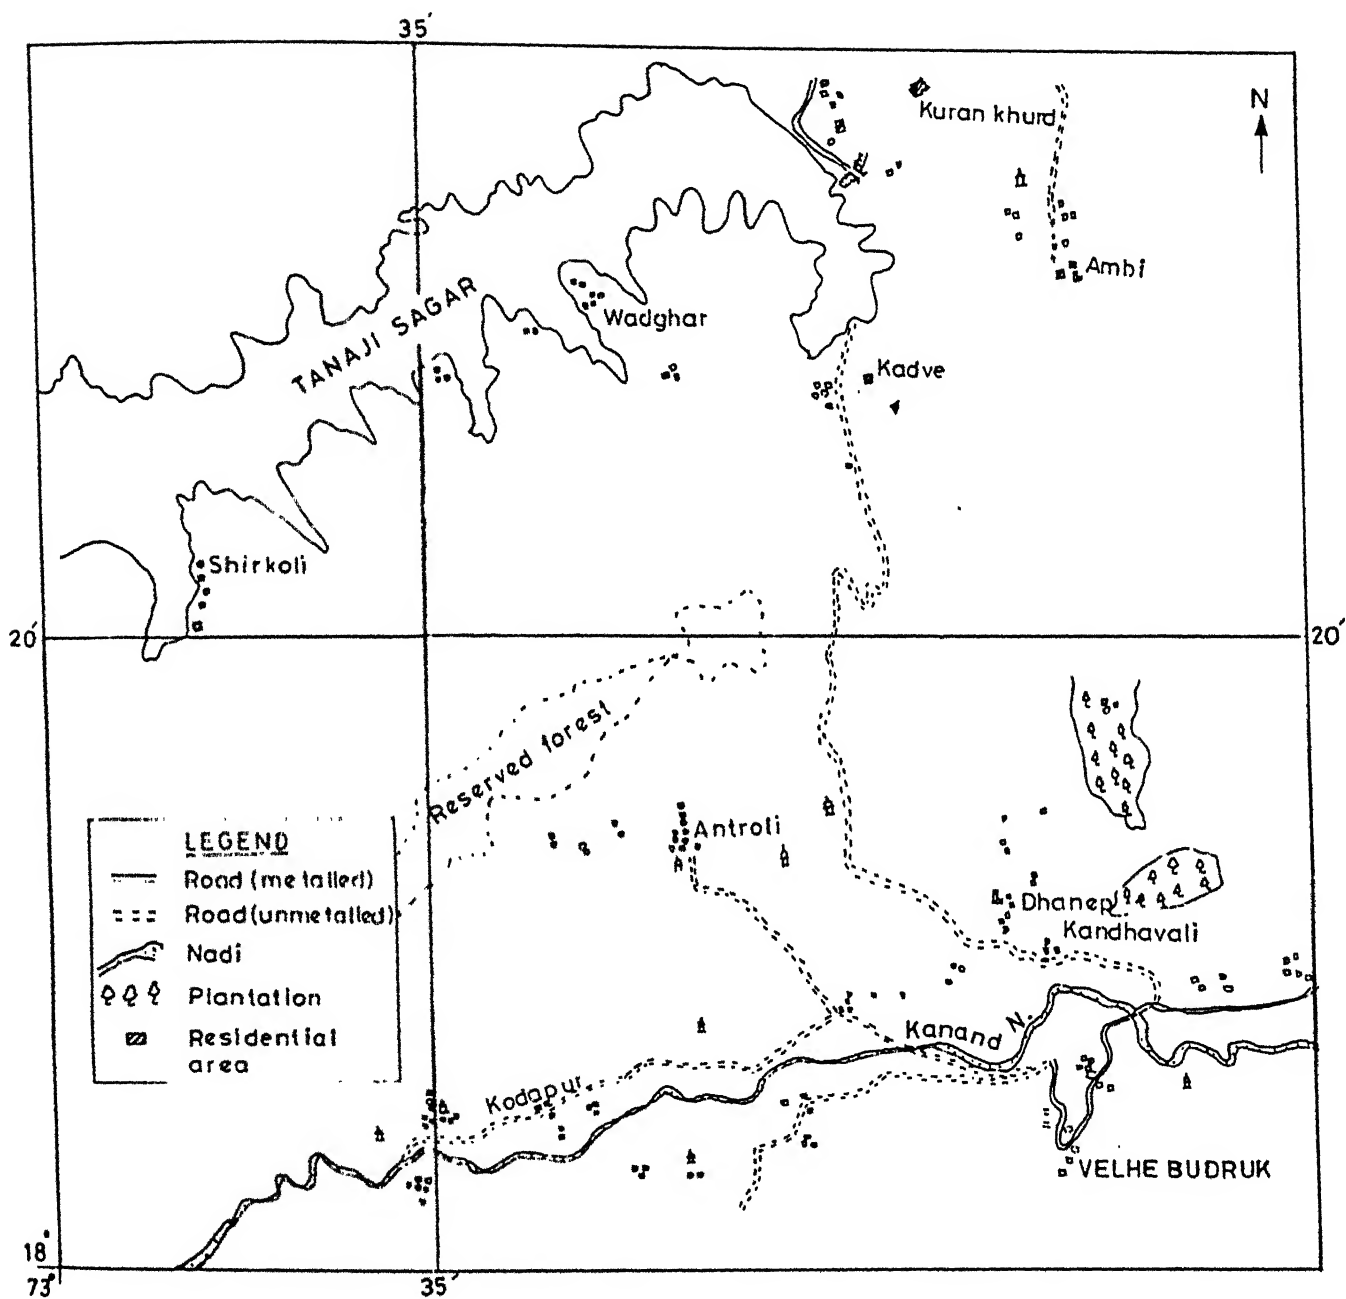 35′
N
Kuran khurd
Ambi
TANAJI SAGAR
Wadghar
Kadve
Shirkoli
20′
20′
Reserved forest
Antroli
LEGEND
Road (metalled)
Road (unmetalled)
Nadi
Plantation
Residential
area
Dhanep
Kandhavali
Kanand N.
Kodapur
VELHE BUDRUK
18°
73°
35′